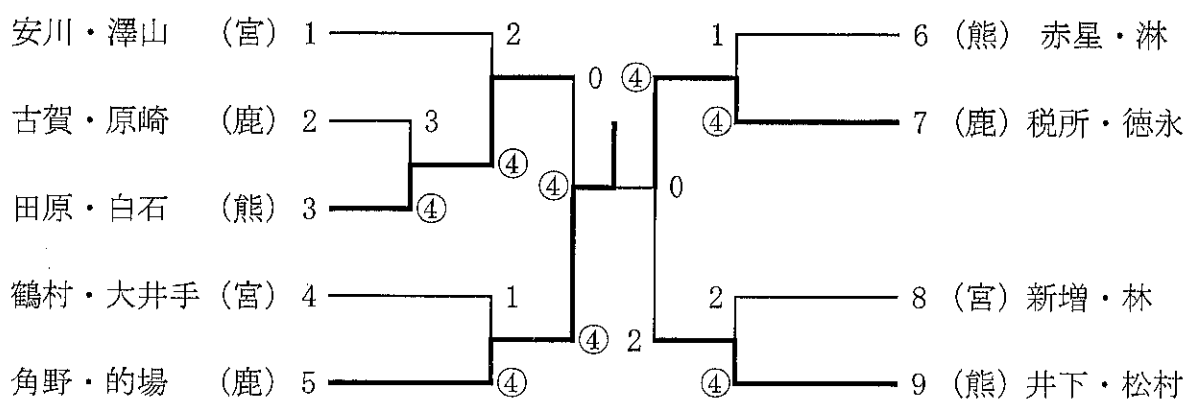 安川・澤山 (宮) 1 2 1 6 (熊) 赤星・淋
0 ④
古賀・原崎 (鹿) 2 3 ④ 7 (鹿) 税所・徳永
④
④ 0
田原・白石 (熊) 3 ④
鶴村・大井手 (宮) 4 1 2 8 (宮) 新増・林
④ 2
角野・的場 (鹿) 5 ④ ④ 9 (熊) 井下・松村